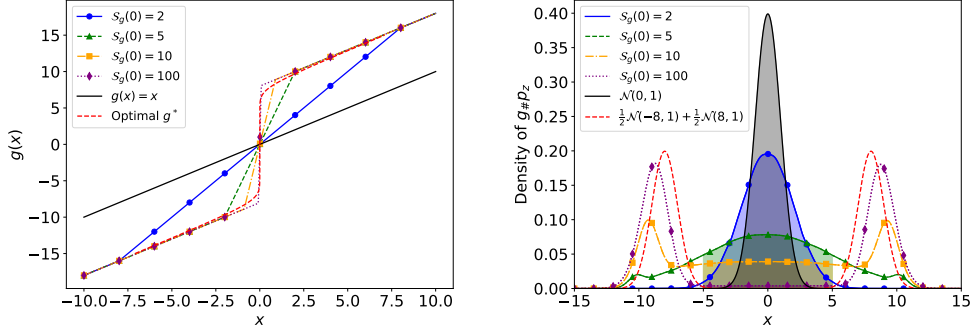 𝒮_g(0) = 2
𝒮_g(0) = 5
𝒮_g(0) = 10
𝒮_g(0) = 100
g(x) = x
Optimal g*
15
10
5
0
−5
−10
−15
g(x)
−10.0 −7.5 −5.0 −2.5 0.0 2.5 5.0 7.5 10.0
x
𝒮_g(0) = 2
𝒮_g(0) = 5
𝒮_g(0) = 10
𝒮_g(0) = 100
𝒩(0, 1)
½𝒩(−8, 1) + ½𝒩(8, 1)
0.40
0.35
0.30
0.25
0.20
0.15
0.10
0.05
0.00
Density of g_#p_z
−15 −10 −5 0 5 10 15
x